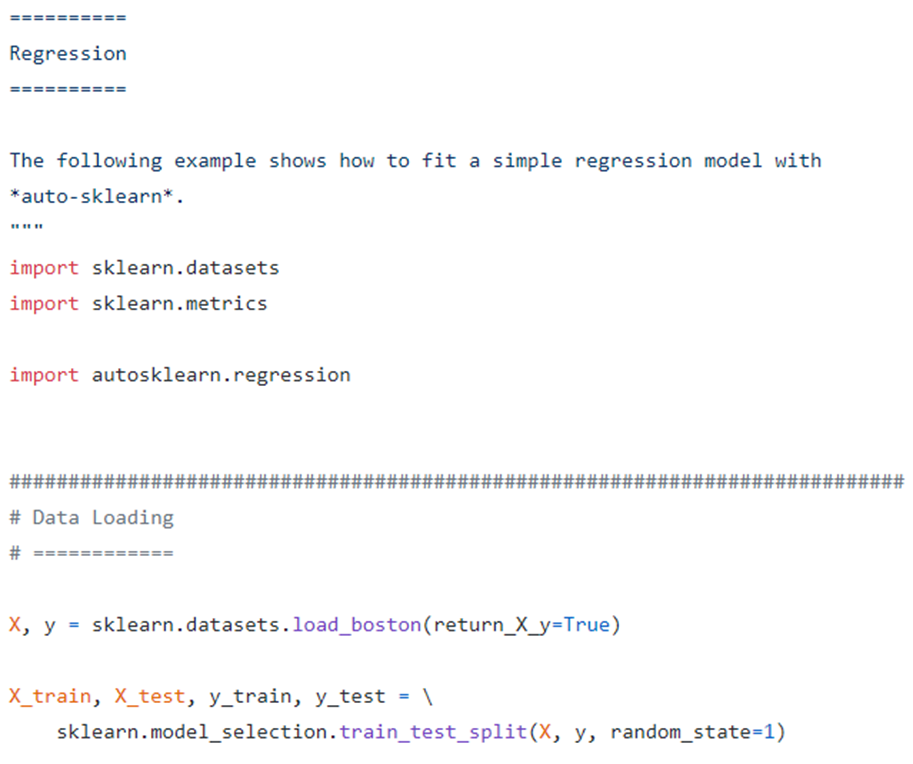 ==========
Regression
==========
The following example shows how to fit a simple regression model with
*auto-sklearn*.
"""
import sklearn.datasets
import sklearn.metrics
import autosklearn.regression
############################################################################
# Data Loading
# ============
X, y = sklearn.datasets.load_boston(return_X_y=True)
X_train, X_test, y_train, y_test = \
    sklearn.model_selection.train_test_split(X, y, random_state=1)